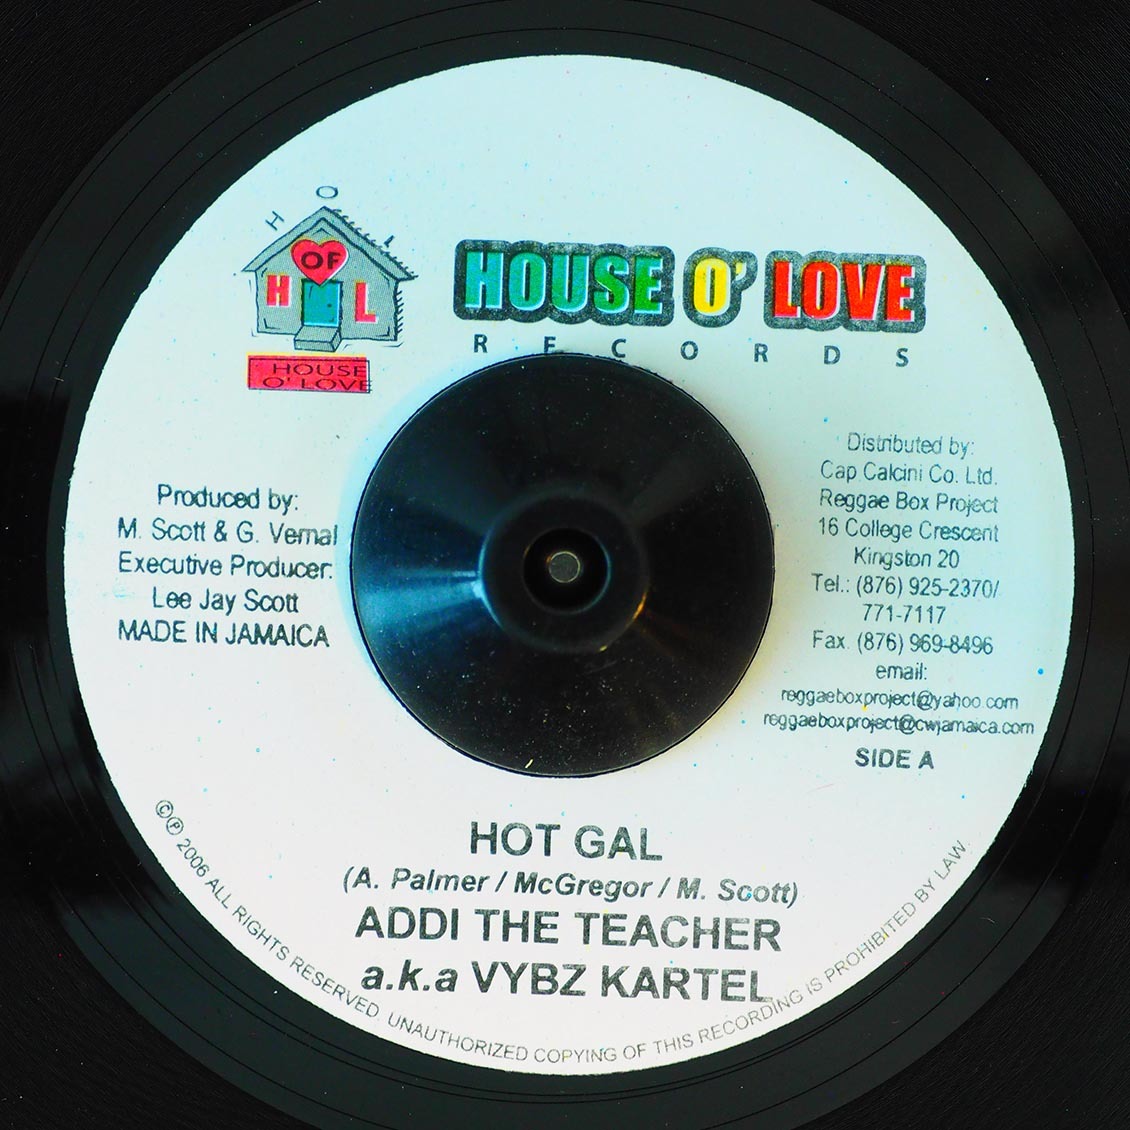 H O L
OF
H L
HOUSE
O' LOVE
HOUSE O' LOVE
RECORDS
Produced by:
M. Scott & G. Vernal
Executive Producer:
Lee Jay Scott
MADE IN JAMAICA
Distributed by:
Cap Calcini Co. Ltd.
Reggae Box Project
16 College Crescent
Kingston 20
Tel.: (876) 925-2370/
771-7117
Fax. (876) 969-8496
email:
reggaeboxproject@yahoo.com
reggaeboxproject@cwjamaica.com
SIDE A
HOT GAL
(A. Palmer / McGregor / M. Scott)
ADDI THE TEACHER
a.k.a VYBZ KARTEL
©℗ 2006 ALL RIGHTS RESERVED. UNAUTHORIZED COPYING OF THIS RECORDING IS PROHIBITED BY LAW.